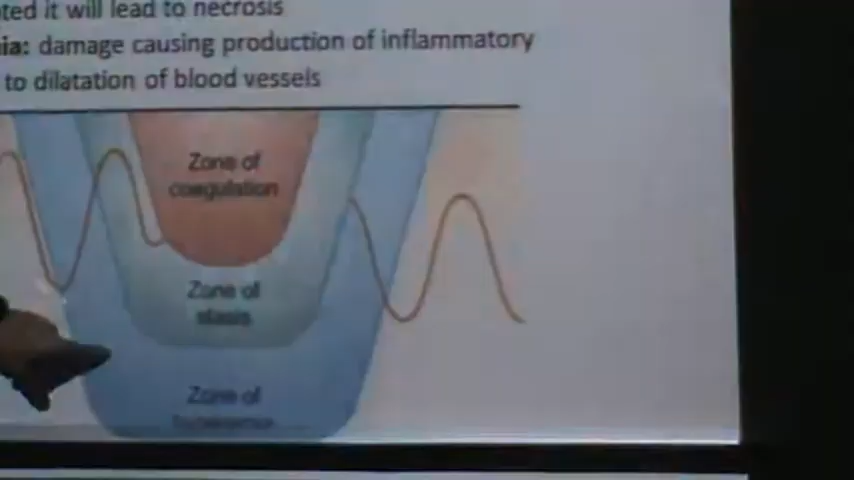 ted it will lead to necrosis
ia: damage causing production of inflammatory
to dilatation of blood vessels
Zone of
coagulation
Zone of
stasis
Zone of